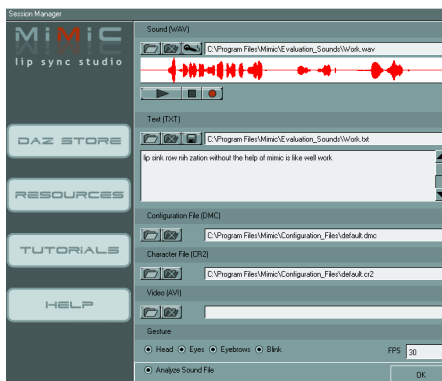 Session Manager
MiMiC
lip sync studio
DAZ STORE
RESOURCES
TUTORIALS
HELP
Sound (WAV)
C:\Program Files\Mimic\Evaluation_Sounds\Work.wav
Text (TXT)
C:\Program Files\Mimic\Evaluation_Sounds\Work.txt
lip sink row nih zation without the help of mimic is like well work
Configuration File (DMC)
C:\Program Files\Mimic\Configuration_Files\default.dmc
Character File (CR2)
C:\Program Files\Mimic\Configuration_Files\default.cr2
Video (AVI)
Gesture
Head Eyes Eyebrows Blink FPS 30
Analyze Sound File OK